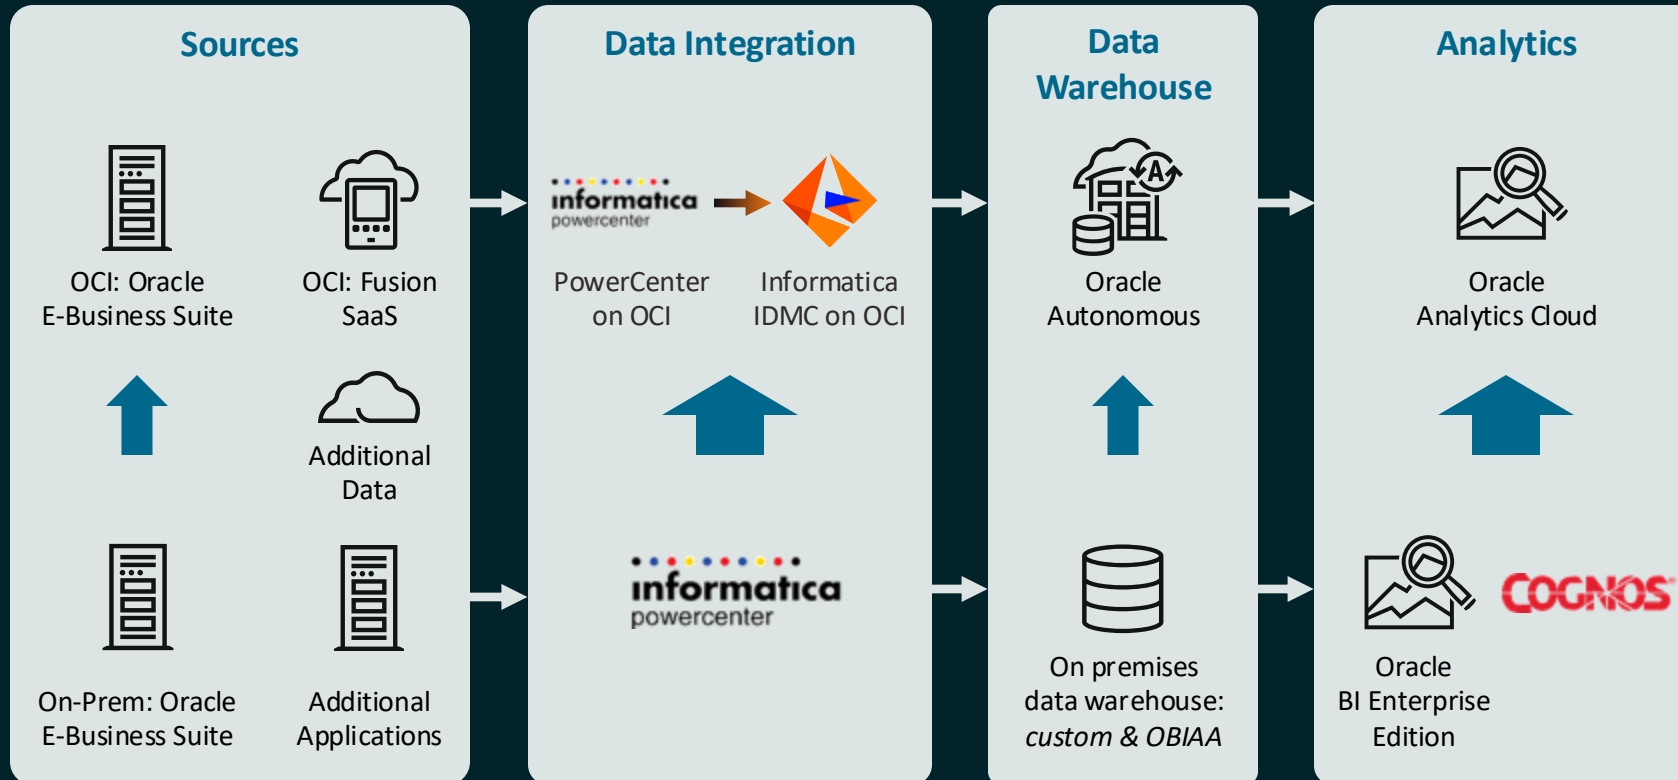 Sources
OCI: Oracle
E-Business Suite
OCI: Fusion
SaaS
Additional
Data
On-Prem: Oracle
E-Business Suite
Additional
Applications
Data Integration
informatica
powercenter
PowerCenter
on OCI
Informatica
IDMC on OCI
informatica
powercenter
Data
Warehouse
A
Oracle
Autonomous
On premises
data warehouse:
custom & OBIAA
Analytics
Oracle
Analytics Cloud
COGNOS
Oracle
BI Enterprise
Edition